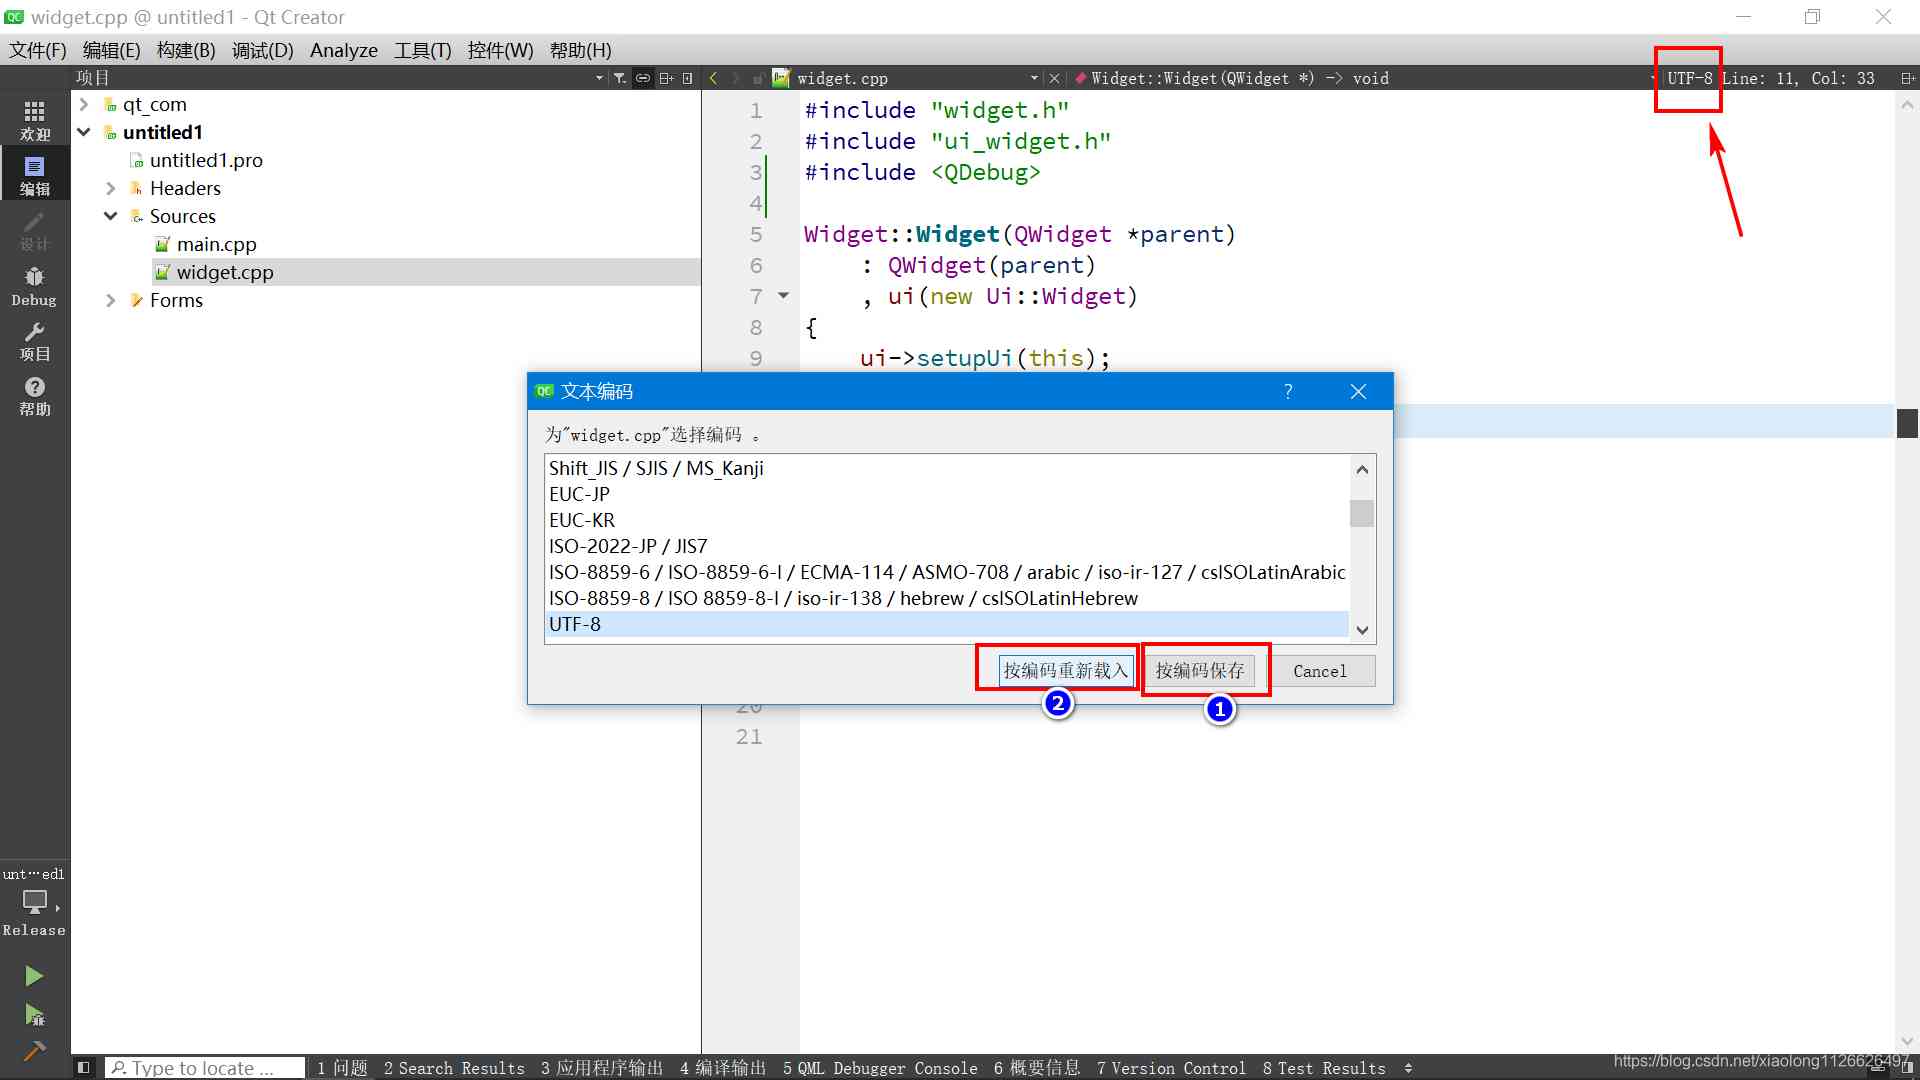 widget.cpp @ untitled1 - Qt Creator
文件(F) 编辑(E) 构建(B) 调试(D) Analyze 工具(T) 控件(W) 帮助(H)
项目 widget.cpp Widget::Widget(QWidget *) -> void UTF-8 Line: 11, Col: 33
欢迎
编辑
设计
Debug
项目
帮助
qt_com
untitled1
untitled1.pro
Headers
Sources
main.cpp
widget.cpp
Forms
1 #include "widget.h"
2 #include "ui_widget.h"
3 #include <QDebug>
4
5 Widget::Widget(QWidget *parent)
6 : QWidget(parent)
7 , ui(new Ui::Widget)
8 {
9 ui->setupUi(this);
QC 文本编码 ?
为"widget.cpp"选择编码 。
Shift_JIS / SJIS / MS_Kanji
EUC-JP
EUC-KR
ISO-2022-JP / JIS7
ISO-8859-6 / ISO-8859-6-I / ECMA-114 / ASMO-708 / arabic / iso-ir-127 / csISOLatinArabic
ISO-8859-8 / ISO 8859-8-I / iso-ir-138 / hebrew / csISOLatinHebrew
UTF-8
按编码重新载入 按编码保存 Cancel
2 1
20
21
unt…ed1
Release
Type to locate ... 1 问题 2 Search Results 3 应用程序输出 4 编译输出 5 QML Debugger Console 6 概要信息 7 Version Control 8 Test Results
https://blog.csdn.net/xiaolong1126626497